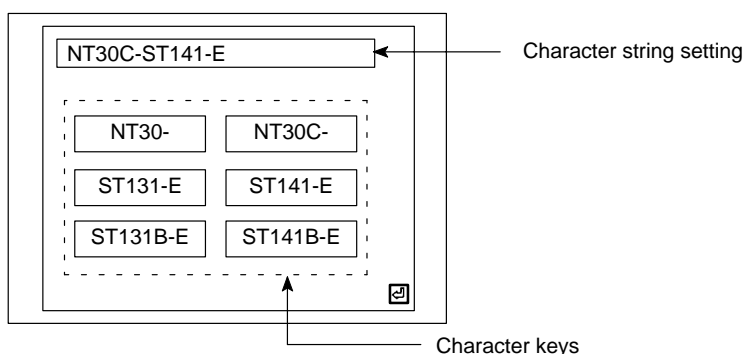 NT30C-ST141-E
Character string setting
NT30-
NT30C-
ST131-E
ST141-E
ST131B-E
ST141B-E
Character keys